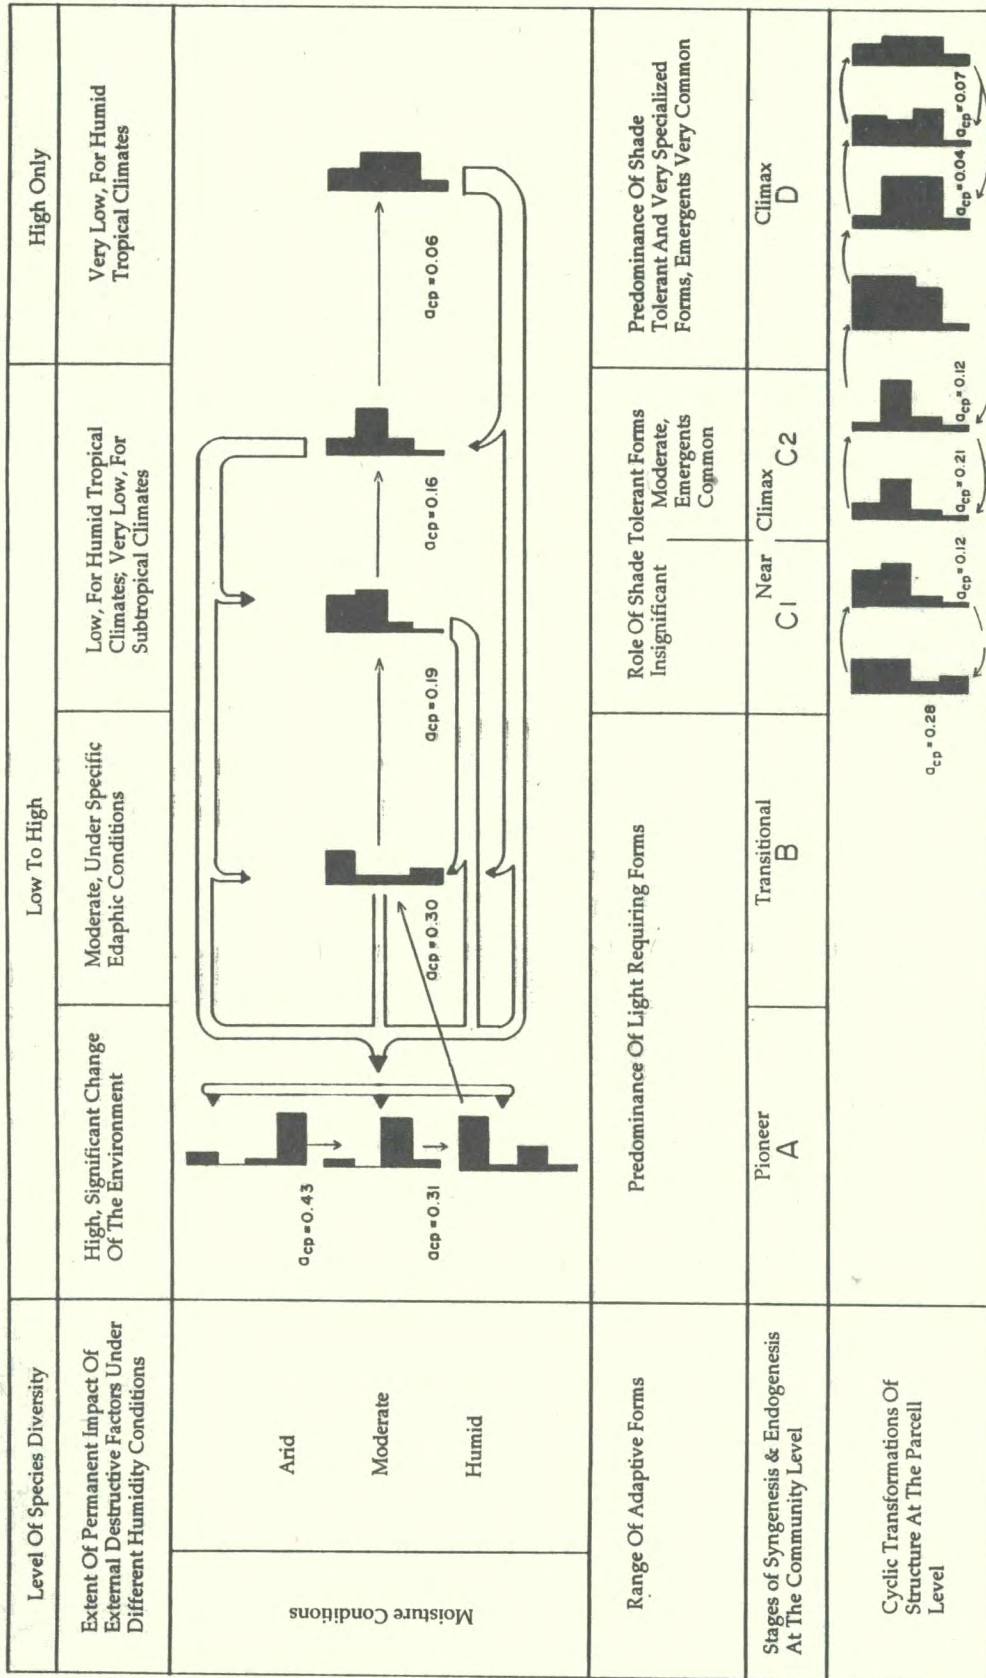 Level Of Species Diversity
Low To High
High Only
Extent Of Permanent Impact Of
External Destructive Factors Under
Different Humidity Conditions
High, Significant Change
Of The Environment
Moderate, Under Specific
Edaphic Conditions
Low, For Humid Tropical
Climates; Very Low, For
Subtropical Climates
Very Low, For Humid
Tropical Climates
Moisture Conditions
Arid
Moderate
Humid
acp = 0.43
acp = 0.31
acp = 0.30
acp = 0.19
acp = 0.16
acp = 0.06
Range Of Adaptive Forms
Predominance Of Light Requiring Forms
Role Of Shade Tolerant Forms
Insignificant
Moderate,
Emergents
Common
Predominance Of Shade
Tolerant And Very Specialized
Forms, Emergents Very Common
Stages of Syngenesis & Endogenesis
At The Community Level
Pioneer
A
Transitional
B
Near
C1
Climax
C2
Climax
D
Cyclic Transformations Of
Structure At The Parcell
Level
acp = 0.28
acp = 0.12
acp = 0.21
acp = 0.12
acp = 0.04
acp = 0.07